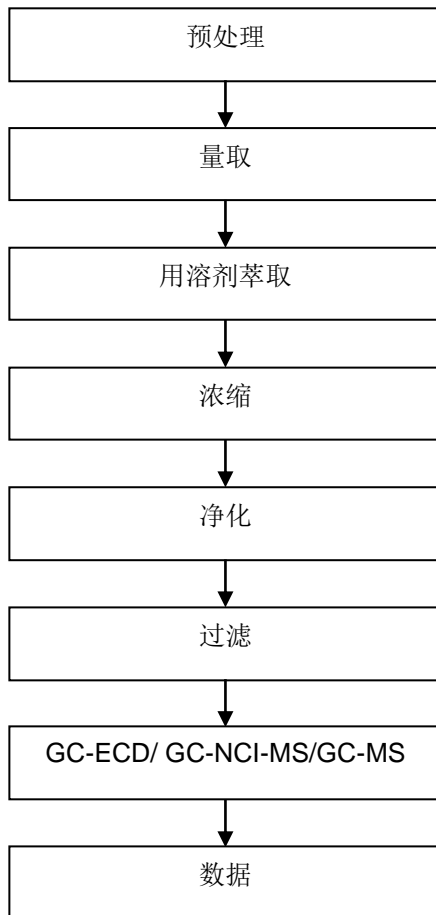 预处理
量取
用溶剂萃取
浓缩
净化
过滤
GC-ECD/ GC-NCI-MS/GC-MS
数据